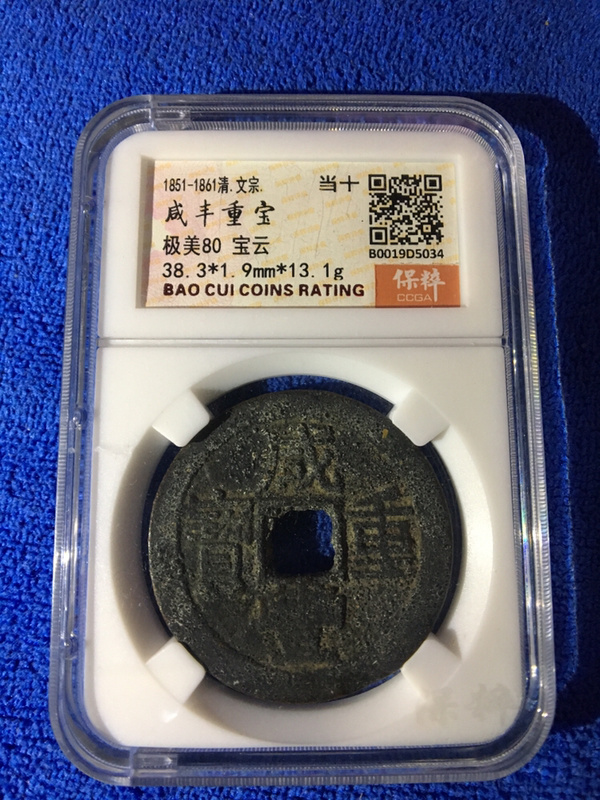 1851-1861清.文宗. 当十
咸丰重宝
极美80 宝云
B0019D5034
38.3*1.9mm*13.1g
BAO CUI COINS RATING
保粹
CCGA
咸
寶 重
豐
保粹